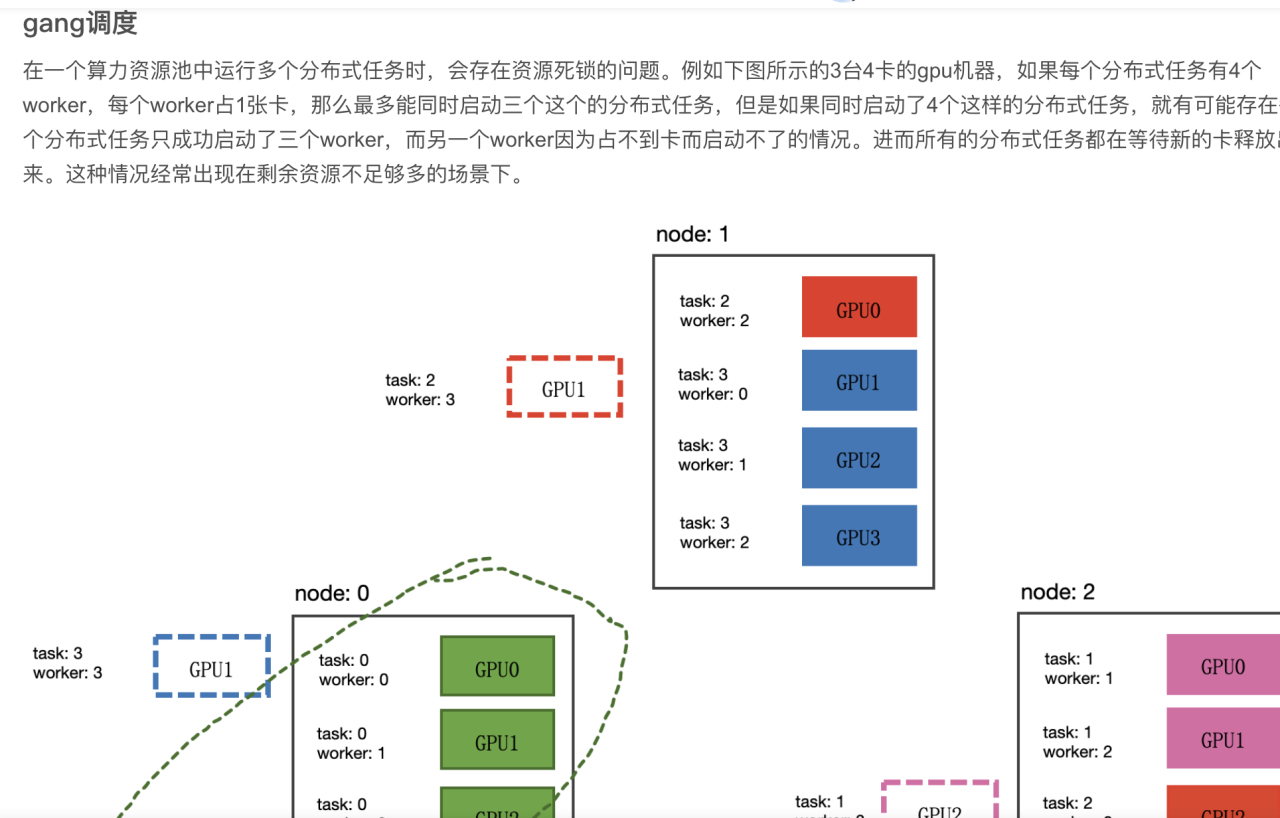 gang调度
在一个算力资源池中运行多个分布式任务时，会存在资源死锁的问题。例如下图所示的3台4卡的gpu机器，如果每个分布式任务有4个
worker，每个worker占1张卡，那么最多能同时启动三个这个的分布式任务，但是如果同时启动了4个这样的分布式任务，就有可能存在
个分布式任务只成功启动了三个worker，而另一个worker因为占不到卡而启动不了的情况。进而所有的分布式任务都在等待新的卡释放
来。这种情况经常出现在剩余资源不足够多的场景下。
node: 1
task: 2
worker: 2
GPU0
task: 3
worker: 0
GPU1
task: 3
worker: 1
GPU2
task: 3
worker: 2
GPU3
task: 2
worker: 3
GPU1
node: 0
task: 3
worker: 3
GPU1
task: 0
worker: 0
GPU0
task: 0
worker: 1
GPU1
task: 0
GPU2
node: 2
task: 1
worker: 1
GPU0
task: 1
worker: 2
GPU1
task: 2
task: 1
GPU2